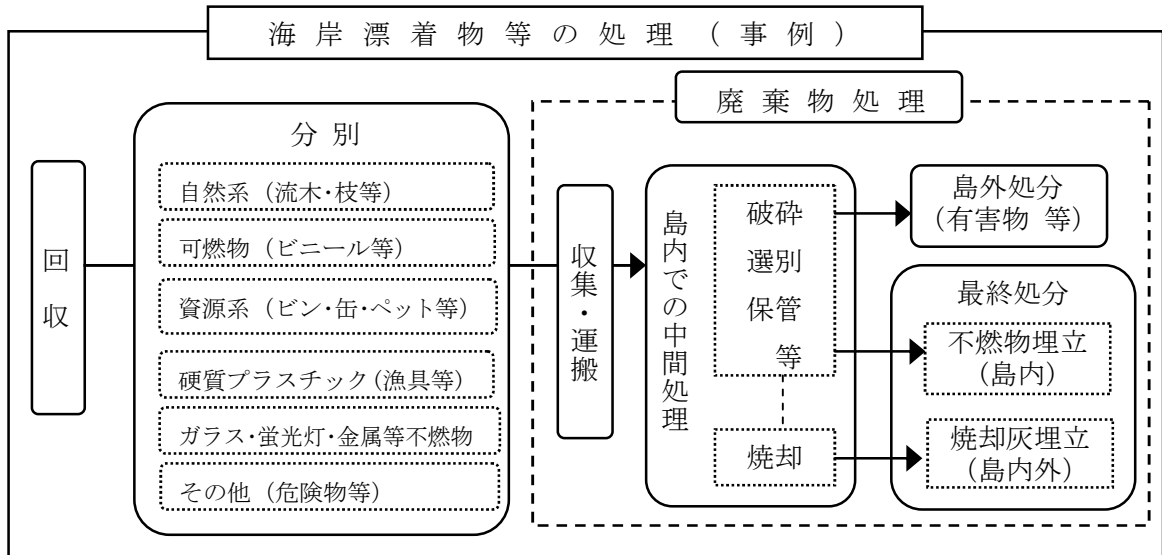 海岸漂着物等の処理(事例)
回収
分別
自然系(流木・枝等)
可燃物(ビニール等)
資源系(ビン・缶・ペット等)
硬質プラスチック(漁具等)
ガラス・蛍光灯・金属等不燃物
その他(危険物等)
廃棄物処理
収集・運搬
島内での中間処理
破砕
選別
保管
等
焼却
島外処分
(有害物 等)
最終処分
不燃物埋立
(島内)
焼却灰埋立
(島内外)